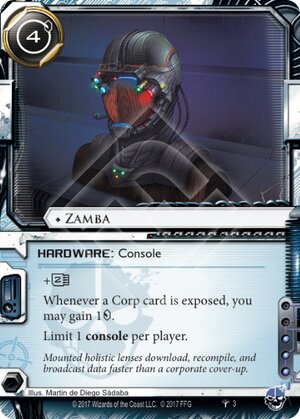 4
ZAMBA
HARDWARE: Console
+2
Whenever a Corp card is exposed, you
may gain 1.
Limit 1 console per player.
Mounted holistic lenses download, recompile, and
broadcast data faster than a corporate cover-up.
© 2017 Wizards of the Coast LLC. © 2017 FFG 3
Illus. Martin de Diego Sádaba